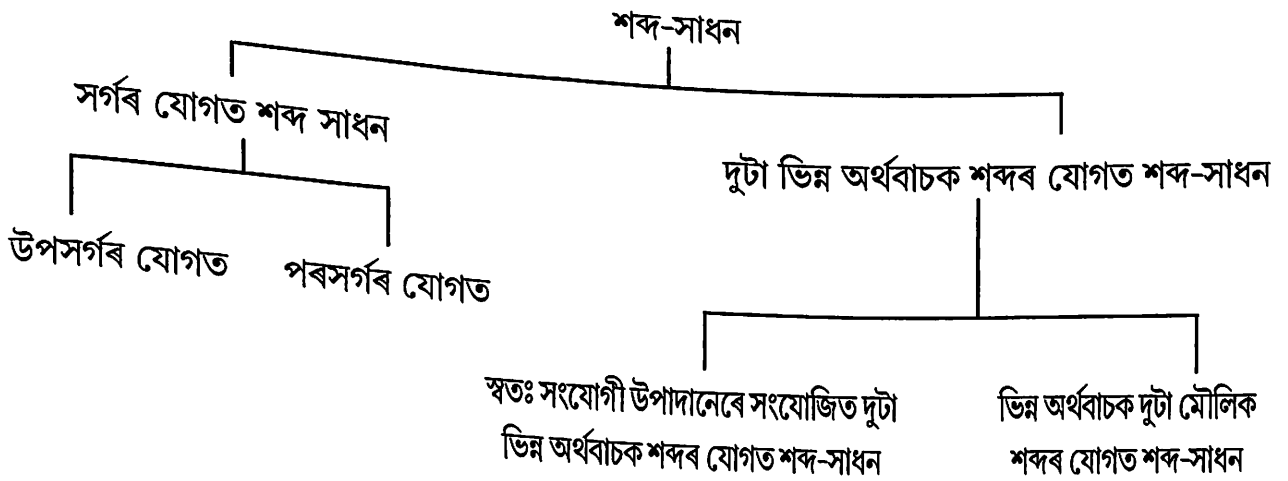 শব্দ-সাধন
সৰ্গৰ যোগত শব্দ সাধন
দুটা ভিন্ন অৰ্থবাচক শব্দৰ যোগত শব্দ-সাধন
উপসৰ্গৰ যোগত
পৰসৰ্গৰ যোগত
স্বতঃ সংযোগী উপাদানেৰে সংযোজিত দুটা
ভিন্ন অৰ্থবাচক শব্দৰ যোগত শব্দ-সাধন
ভিন্ন অৰ্থবাচক দুটা মৌলিক
শব্দৰ যোগত শব্দ-সাধন